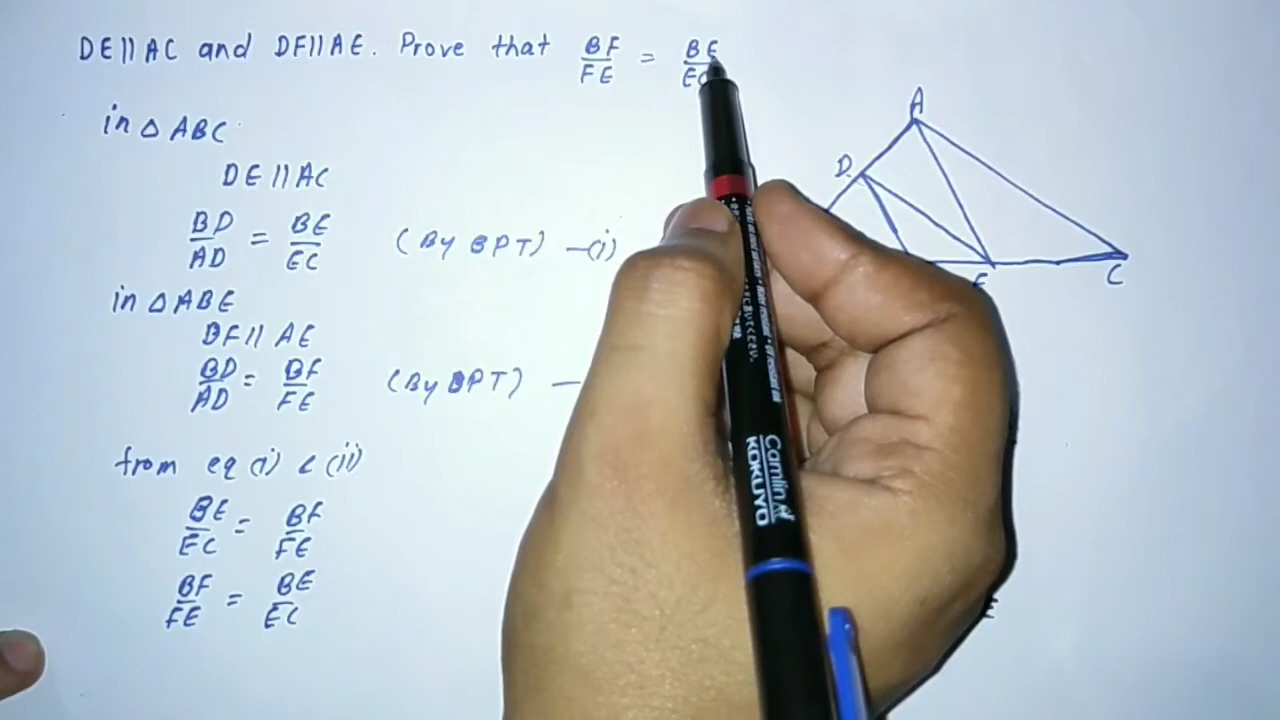 DE||AC and DF||AE. Prove that BF/FE = BE/EC
in △ ABC
DE || AC
BD/AD = BE/EC (By BPT) —(i)
in △ABE
DF|| AE
BD/AD = BF/FE (By BPT) —
from eq (i) & (ii)
BE/EC = BF/FE
BF/FE = BE/EC
A
D
E
C
Camlin
KOKUYO